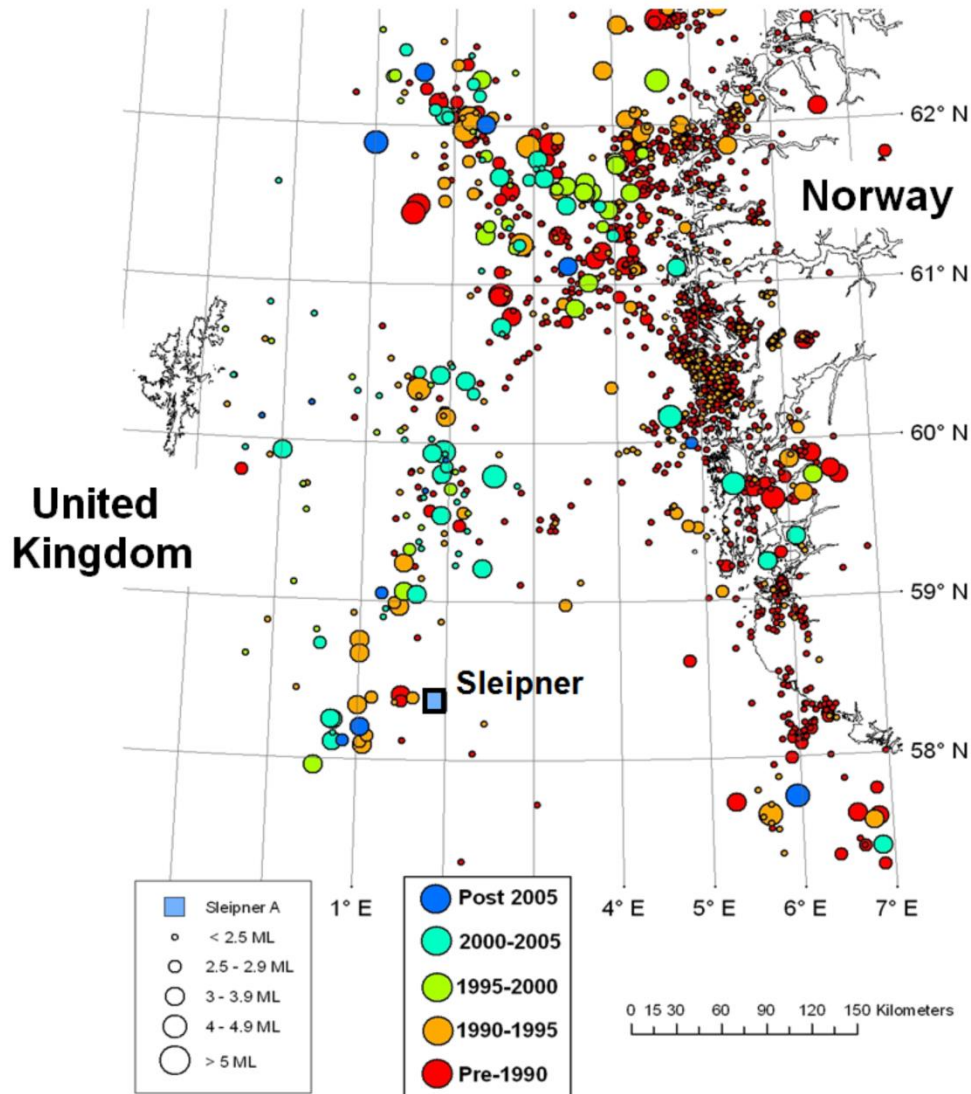 62° N
Norway
61° N
60° N
United
Kingdom
59° N
Sleipner
58° N
1° E
4° E
5° E
6° E
7° E
Sleipner A
< 2.5 ML
2.5 - 2.9 ML
3 - 3.9 ML
4 - 4.9 ML
> 5 ML
Post 2005
2000-2005
1995-2000
1990-1995
Pre-1990
0 15 30 60 90 120 150 Kilometers